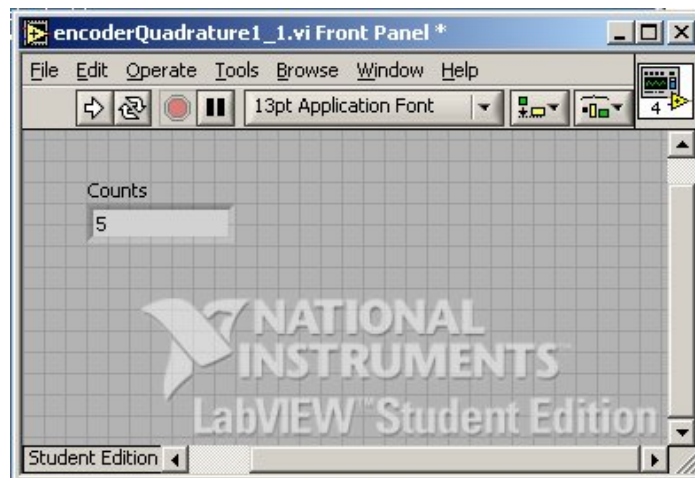 encoderQuadrature1_1.vi Front Panel *
File Edit Operate Tools Browse Window Help
13pt Application Font
4
Counts
5
NATIONAL
INSTRUMENTS
LabVIEW™ Student Edition
Student Edition